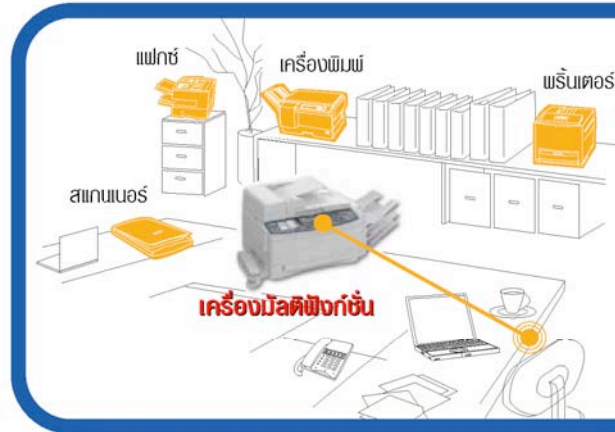 แฟกซ์
เครื่องพิมพ์
พริ้นเตอร์
สแกนเนอร์
เครื่องมัลติฟังก์ชั่น